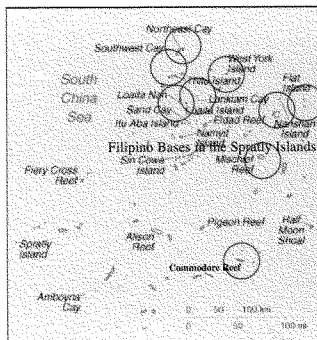 Northeast Cay
Southwest Cay
West York
Island
South
China
Sea
Thitu Island
Flat
Island
Loaita Nan
Lankiam Cay
Sand Cay
Loaita Island
Itu Aba Island
Eldad Reef
Nanshan
Island
Namyit
Filipino Bases in the Spratly Islands
Sin Cowe
Island
Mischief
Reef
Fiery Cross
Reef
Pigeon Reef
Half
Moon
Shoal
Spratly
Island
Alison
Reef
Commodore Reef
Amboyna
Cay
0 50 100 km
0 50